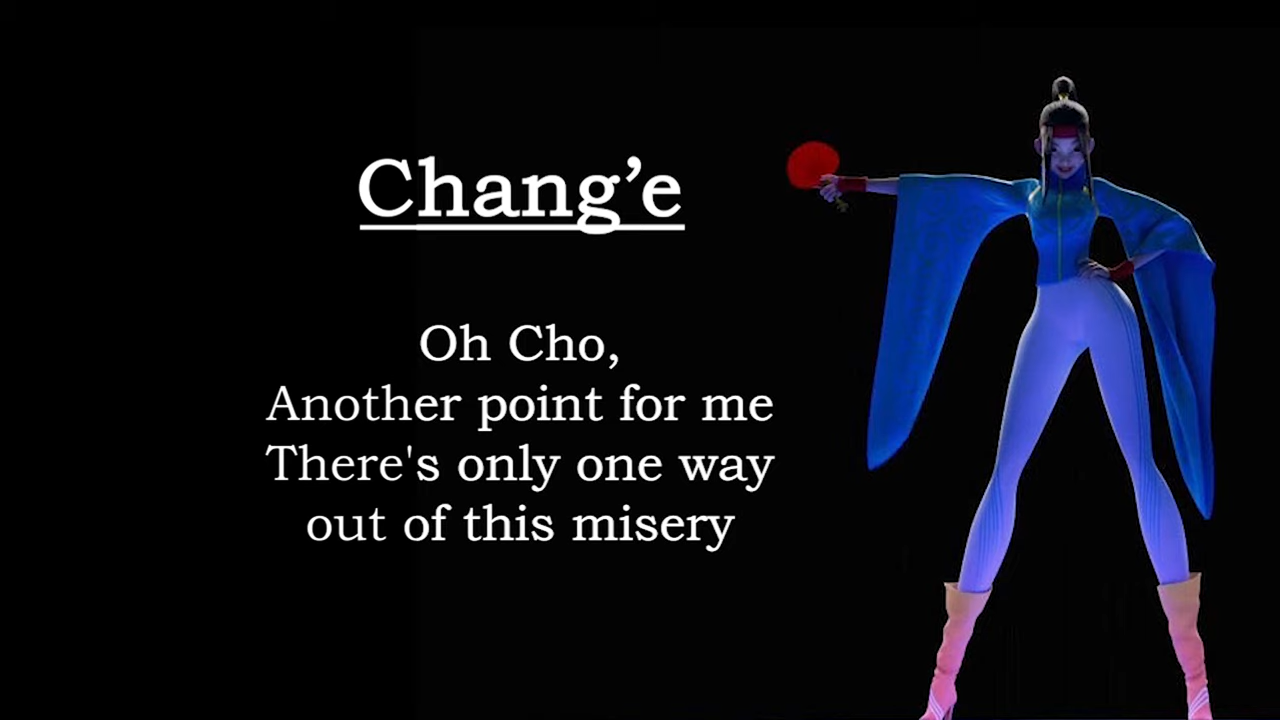 Chang’e
Oh Cho,
Another point for me
There's only one way
out of this misery